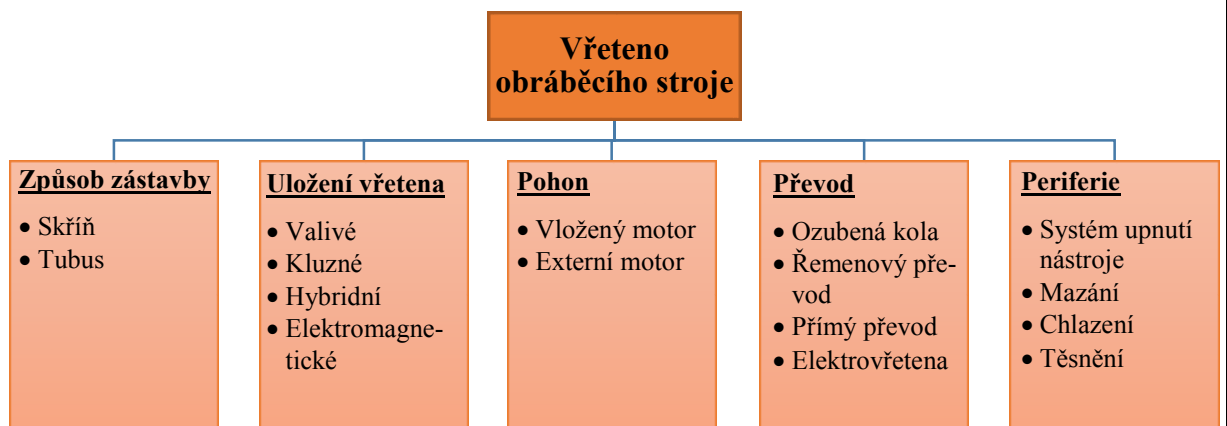 Vřeteno
obráběcího stroje
Způsob zástavby
• Skříň
• Tubus
Uložení vřetena
• Valivé
• Kluzné
• Hybridní
• Elektromagne-
tické
Pohon
• Vložený motor
• Externí motor
Převod
• Ozubená kola
• Řemenový pře-
vod
• Přímý převod
• Elektrovřetena
Periferie
• Systém upnutí
nástroje
• Mazání
• Chlazení
• Těsnění